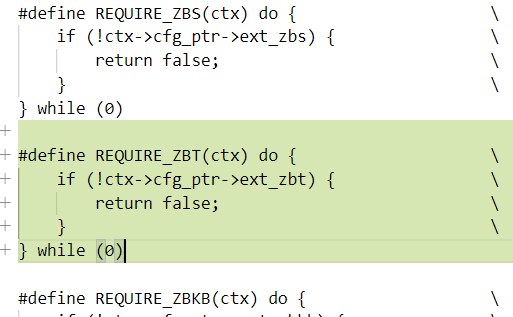 #define REQUIRE_ZBS(ctx) do { \
    if (!ctx->cfg_ptr->ext_zbs) { \
        return false; \
    } \
} while (0)
+
+ #define REQUIRE_ZBT(ctx) do { \
+     if (!ctx->cfg_ptr->ext_zbt) { \
+         return false; \
+     } \
+ } while (0)
#define REQUIRE_ZBKB(ctx) do { \